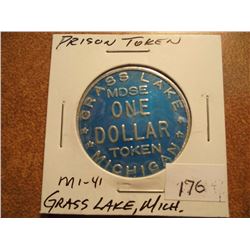 PRISON TOKEN
GRASS LAKE
MDSE
ONE
DOLLAR
TOKEN
MICHIGAN
MI-41
176
GRASS LAKE, MICH.